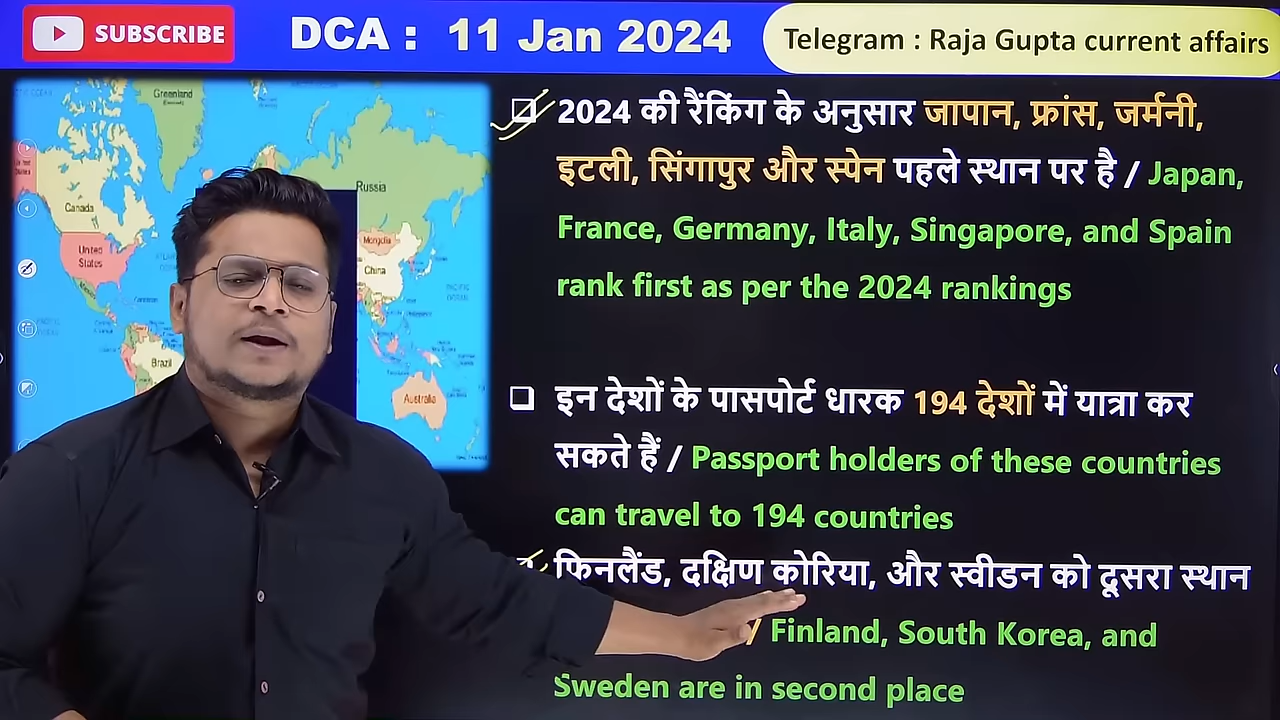 SUBSCRIBE
DCA : 11 Jan 2024
Telegram : Raja Gupta current affairs
Greenland
Russia
Canada
United
States
Mongolia
China
Brazil
Australia
2024 की रैंकिंग के अनुसार जापान, फ्रांस, जर्मनी,
इटली, सिंगापुर और स्पेन पहले स्थान पर है / Japan,
France, Germany, Italy, Singapore, and Spain
rank first as per the 2024 rankings
इन देशों के पासपोर्ट धारक 194 देशों में यात्रा कर
सकते हैं / Passport holders of these countries
can travel to 194 countries
फिनलैंड, दक्षिण कोरिया, और स्वीडन को दूसरा स्थान
/ Finland, South Korea, and
Sweden are in second place